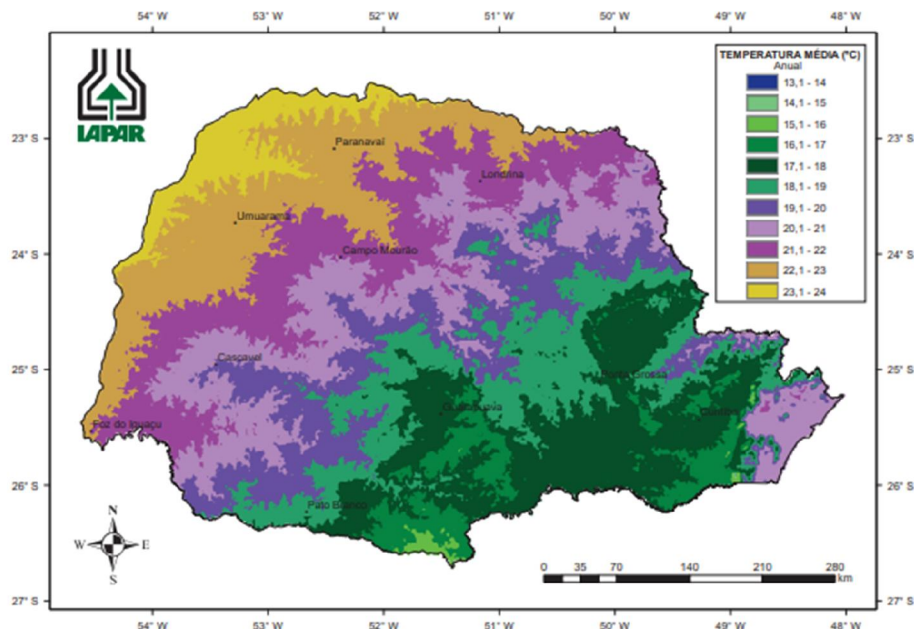 54° W 53° W 52° W 51° W 50° W 49° W 48° W
IAPAR
TEMPERATURA MÉDIA (°C)
Anual
13,1 - 14
14,1 - 15
15,1 - 16
16,1 - 17
17,1 - 18
18,1 - 19
19,1 - 20
20,1 - 21
21,1 - 22
22,1 - 23
23,1 - 24
23° S
23° S
Paranavaí
Londrina
Umuarama
24° S
24° S
Campo Mourão
Cascavel
25° S
25° S
Ponta Grossa
Guarapuava
Curitiba
Foz do Iguaçu
26° S
26° S
Pato Branco
N
W E
S
0 35 70 140 210 280
km
27° S
27° S
54° W 53° W 52° W 51° W 50° W 49° W 48° W